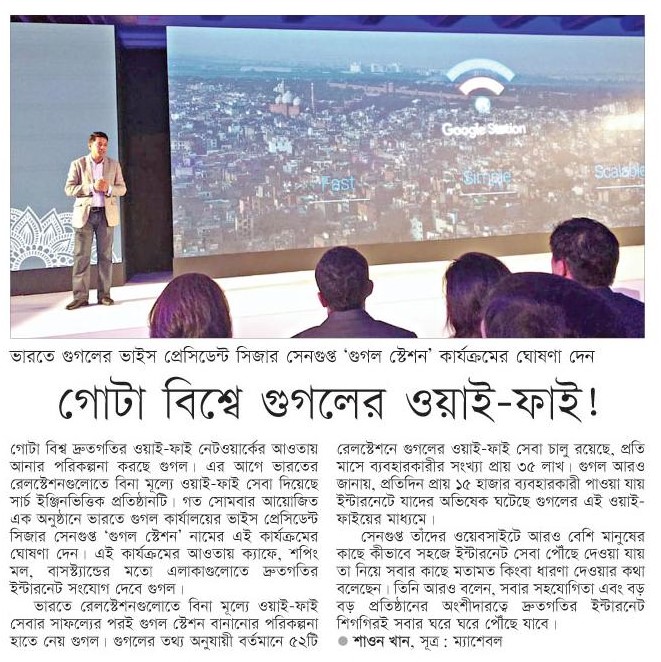 Google Station
Fast
Simple
Scalable
ভারতে গুগলের ভাইস প্রেসিডেন্ট সিজার সেনগুপ্ত ‘গুগল স্টেশন’ কার্যক্রমের ঘোষণা দেন
গোটা বিশ্বে গুগলের ওয়াই-ফাই!
গোটা বিশ্ব দ্রুতগতির ওয়াই-ফাই নেটওয়ার্কের আওতায়
আনার পরিকল্পনা করছে গুগল। এর আগে ভারতের
রেলস্টেশনগুলোতে বিনা মূল্যে ওয়াই-ফাই সেবা দিয়েছে
সার্চ ইঞ্জিনভিত্তিক প্রতিষ্ঠানটি। গত সোমবার আয়োজিত
এক অনুষ্ঠানে ভারতে গুগল কার্যালয়ের ভাইস প্রেসিডেন্ট
সিজার সেনগুপ্ত ‘গুগল স্টেশন’ নামের এই কার্যক্রমের
ঘোষণা দেন। এই কার্যক্রমের আওতায় ক্যাফে, শপিং
মল, বাসস্ট্যান্ডের মতো এলাকাগুলোতে দ্রুতগতির
ইন্টারনেট সংযোগ দেবে গুগল।
ভারতে রেলস্টেশনগুলোতে বিনা মূল্যে ওয়াই-ফাই
সেবার সাফল্যের পরই গুগল স্টেশন বানানোর পরিকল্পনা
হাতে নেয় গুগল। গুগলের তথ্য অনুযায়ী বর্তমানে ৫২টি
রেলস্টেশনে গুগলের ওয়াই-ফাই সেবা চালু রয়েছে, প্রতি
মাসে ব্যবহারকারীর সংখ্যা প্রায় ৩৫ লাখ। গুগল আরও
জানায়, প্রতিদিন প্রায় ১৫ হাজার ব্যবহারকারী পাওয়া যায়
ইন্টারনেটে যাদের অভিষেক ঘটেছে গুগলের এই ওয়াই-
ফাইয়ের মাধ্যমে।
সেনগুপ্ত তাঁদের ওয়েবসাইটে আরও বেশি মানুষের
কাছে কীভাবে সহজে ইন্টারনেট সেবা পৌঁছে দেওয়া যায়
তা নিয়ে সবার কাছে মতামত কিংবা ধারণা দেওয়ার কথা
বলেছেন। তিনি আরও বলেন, সবার সহযোগিতা এবং বড়
বড় প্রতিষ্ঠানের অংশীদারত্বে দ্রুতগতির ইন্টারনেট
শিগগিরই সবার ঘরে ঘরে পৌঁছে যাবে।
● শাওন খান, সূত্র : ম্যাশেবল